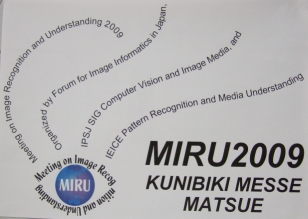 Meeting on Image Recognition and Understanding 2009
Organized by Forum for Image Informatics in Japan,
IPSJ SIG Computer Vision and Image Media, and
IEICE Pattern Recognition and Media Understanding
Meeting on Image Recognition and Understanding
MIRU
MIRU2009
KUNIBIKI MESSE
MATSUE